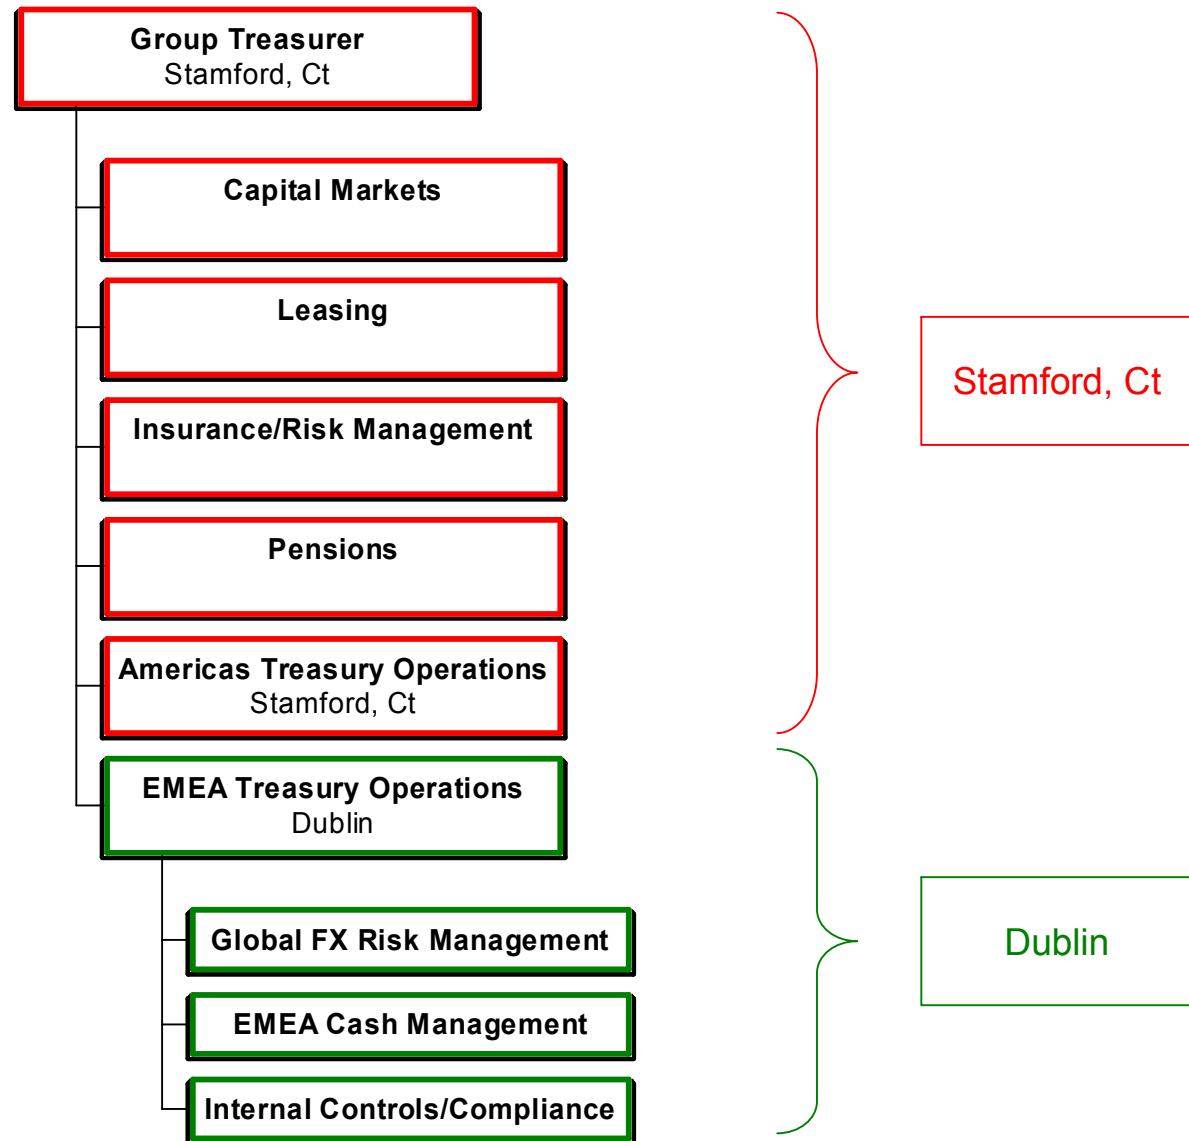 Group Treasurer
Stamford, Ct
Capital Markets
Leasing
Insurance/Risk Management
Pensions
Americas Treasury Operations
Stamford, Ct
EMEA Treasury Operations
Dublin
Global FX Risk Management
EMEA Cash Management
Internal Controls/Compliance
Stamford, Ct
Dublin